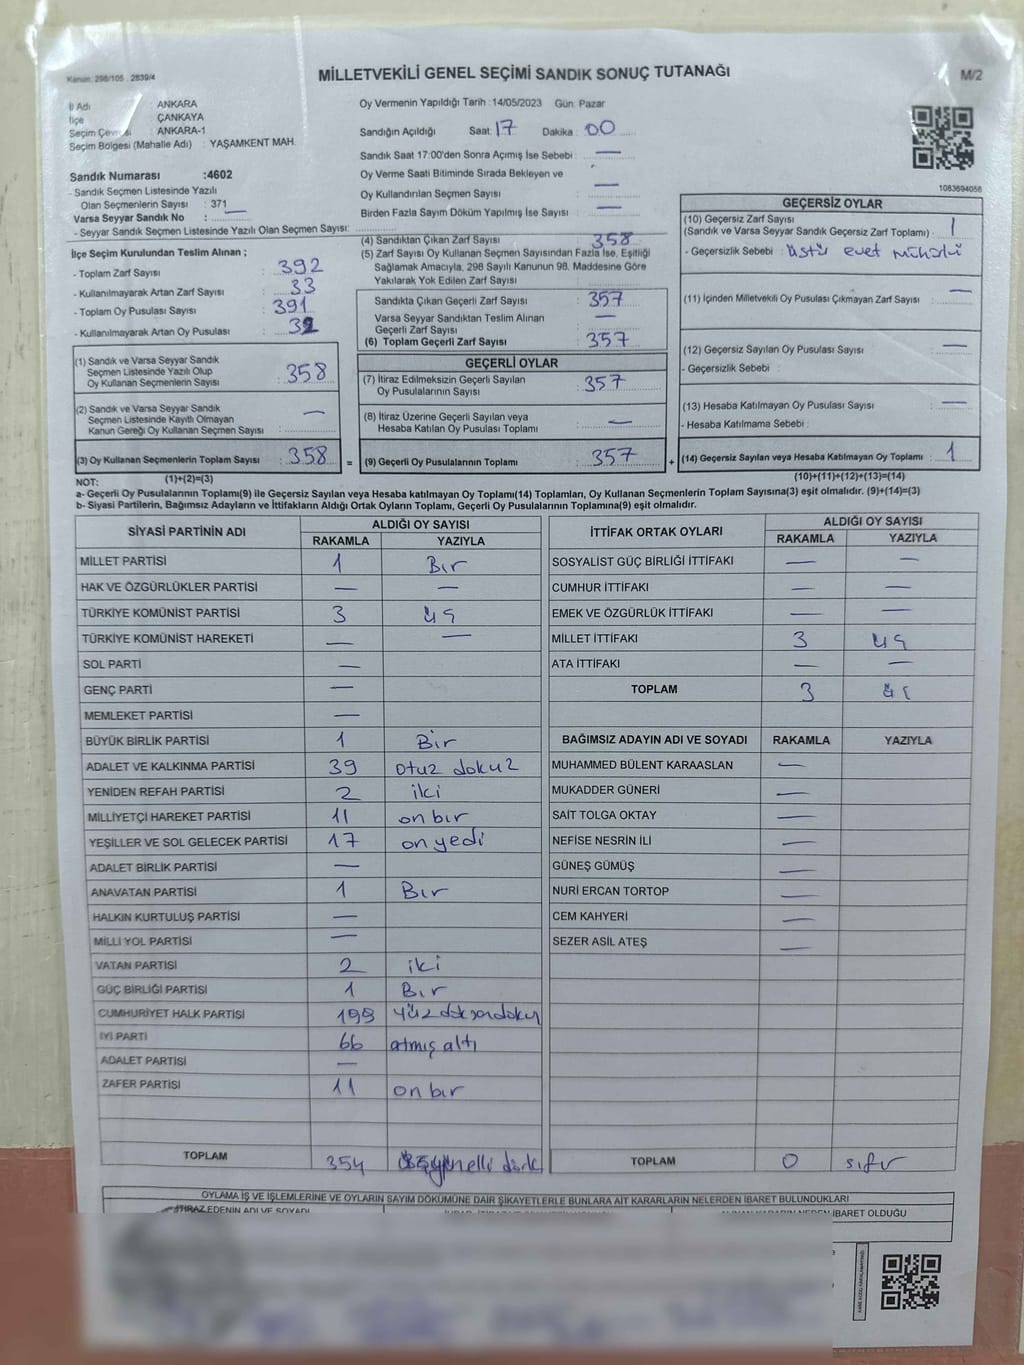 Kanun: 298/105 , 2839/4
MİLLETVEKİLİ GENEL SEÇİMİ SANDIK SONUÇ TUTANAĞI
M/2
İl Adı : ANKARA
İlçe : ÇANKAYA
Seçim Çevresi : ANKARA-1
Seçim Bölgesi (Mahalle Adı) : YAŞAMKENT MAH.
Oy Vermenin Yapıldığı Tarih : 14/05/2023 Gün: Pazar
Sandığın Açıldığı Saat: 17 Dakika : 00
Sandık Saat 17:00'den Sonra Açımış İse Sebebi : —
Oy Verme Saati Bitiminde Sırada Bekleyen ve
Oy Kullandırılan Seçmen Sayısı : —
Birden Fazla Sayım Döküm Yapılmış İse Sayısı : —
Sandık Numarası :4602
- Sandık Seçmen Listesinde Yazılı
Olan Seçmenlerin Sayısı : 371
Varsa Seyyar Sandık No : —
- Seyyar Sandık Seçmen Listesinde Yazılı Olan Seçmen Sayısı:
1083694056
İlçe Seçim Kurulundan Teslim Alınan ;
- Toplam Zarf Sayısı : 392
- Kullanılmayarak Artan Zarf Sayısı : 33
- Toplam Oy Pusulası Sayısı : 391
- Kullanılmayarak Artan Oy Pusulası : 32
(1) Sandık ve Varsa Seyyar Sandık
Seçmen Listesinde Yazılı Olup
Oy Kullanan Seçmenlerin Sayısı : 358
(2) Sandık ve Varsa Seyyar Sandık
Seçmen Listesinde Kayıtlı Olmayan
Kanun Gereği Oy Kullanan Seçmen Sayısı : —
(3) Oy Kullanan Seçmenlerin Toplam Sayısı : 358 =
(4) Sandıktan Çıkan Zarf Sayısı : 358
(5) Zarf Sayısı Oy Kullanan Seçmen Sayısından Fazla İse, Eşitliği
Sağlamak Amacıyla, 298 Sayılı Kanunun 98. Maddesine Göre
Yakılarak Yok Edilen Zarf Sayısı :
Sandıkta Çıkan Geçerli Zarf Sayısı : 357
Varsa Seyyar Sandıktan Teslim Alınan
Geçerli Zarf Sayısı : —
(6) Toplam Geçerli Zarf Sayısı : 357
GEÇERLİ OYLAR
(7) İtiraz Edilmeksizin Geçerli Sayılan
Oy Pusulalarının Sayısı : 357
(8) İtiraz Üzerine Geçerli Sayılan veya
Hesaba Katılan Oy Pusulası Toplamı : —
(9) Geçerli Oy Pusulalarının Toplamı : 357 +
GEÇERSİZ OYLAR
(10) Geçersiz Zarf Sayısı
(Sandık ve Varsa Seyyar Sandık Geçersiz Zarf Toplamı) : 1
- Geçersizlik Sebebi : üstü evet mühürlü
(11) İçinden Milletvekili Oy Pusulası Çıkmayan Zarf Sayısı : —
(12) Geçersiz Sayılan Oy Pusulası Sayısı : —
- Geçersizlik Sebebi :
(13) Hesaba Katılmayan Oy Pusulası Sayısı : —
- Hesaba Katılmama Sebebi :
(14) Geçersiz Sayılan veya Hesaba Katılmayan Oy Toplamı : 1
NOT: (1)+(2)=(3) (10)+(11)+(12)+(13)=(14)
a- Geçerli Oy Pusulalarının Toplamı(9) ile Geçersiz Sayılan veya Hesaba katılmayan Oy Toplamı(14) Toplamları, Oy Kullanan Seçmenlerin Toplam Sayısına(3) eşit olmalıdır. (9)+(14)=(3)
b- Siyasi Partilerin, Bağımsız Adayların ve İttifakların Aldığı Ortak Oyların Toplamı, Geçerli Oy Pusulalarının Toplamına(9) eşit olmalıdır.
SİYASİ PARTİNİN ADI ALDIĞI OY SAYISI
RAKAMLA YAZIYLA
MİLLET PARTİSİ 1 Bir
HAK VE ÖZGÜRLÜKLER PARTİSİ — —
TÜRKİYE KOMÜNİST PARTİSİ 3 üç
TÜRKİYE KOMÜNİST HAREKETİ — —
SOL PARTİ —
GENÇ PARTİ —
MEMLEKET PARTİSİ —
BÜYÜK BİRLİK PARTİSİ 1 Bir
ADALET VE KALKINMA PARTİSİ 39 otuz dokuz
YENİDEN REFAH PARTİSİ 2 iki
MİLLİYETÇİ HAREKET PARTİSİ 11 on bir
YEŞİLLER VE SOL GELECEK PARTİSİ 17 on yedi
ADALET BİRLİK PARTİSİ —
ANAVATAN PARTİSİ 1 Bir
HALKIN KURTULUŞ PARTİSİ —
MİLLİ YOL PARTİSİ —
VATAN PARTİSİ 2 iki
GÜÇ BİRLİĞİ PARTİSİ 1 Bir
CUMHURİYET HALK PARTİSİ 199 yüz doksan dokuz
İYİ PARTİ 66 atmış altı
ADALET PARTİSİ —
ZAFER PARTİSİ 11 on bir
TOPLAM 354
İTTİFAK ORTAK OYLARI ALDIĞI OY SAYISI
RAKAMLA YAZIYLA
SOSYALİST GÜÇ BİRLİĞİ İTTİFAKI — —
CUMHUR İTTİFAKI — —
EMEK VE ÖZGÜRLÜK İTTİFAKI — —
MİLLET İTTİFAKI 3 üç
ATA İTTİFAKI — —
TOPLAM 3 üç
BAĞIMSIZ ADAYIN ADI VE SOYADI RAKAMLA YAZIYLA
MUHAMMED BÜLENT KARAASLAN —
MUKADDER GÜNERİ —
SAİT TOLGA OKTAY —
NEFİSE NESRİN İLİ —
GÜNEŞ GÜMÜŞ —
NURİ ERCAN TORTOP —
CEM KAHYERİ —
SEZER ASİL ATEŞ —
TOPLAM 0 sıfır
OYLAMA İŞ VE İŞLEMLERİNE VE OYLARIN SAYIM DÖKÜMÜNE DAİR ŞİKAYETLERLE BUNLARA AİT KARARLARIN NELERDEN İBARET BULUNDUKLARI
İTİRAZ EDENİN ADI VE SOYADI
İBARET OLDUĞU